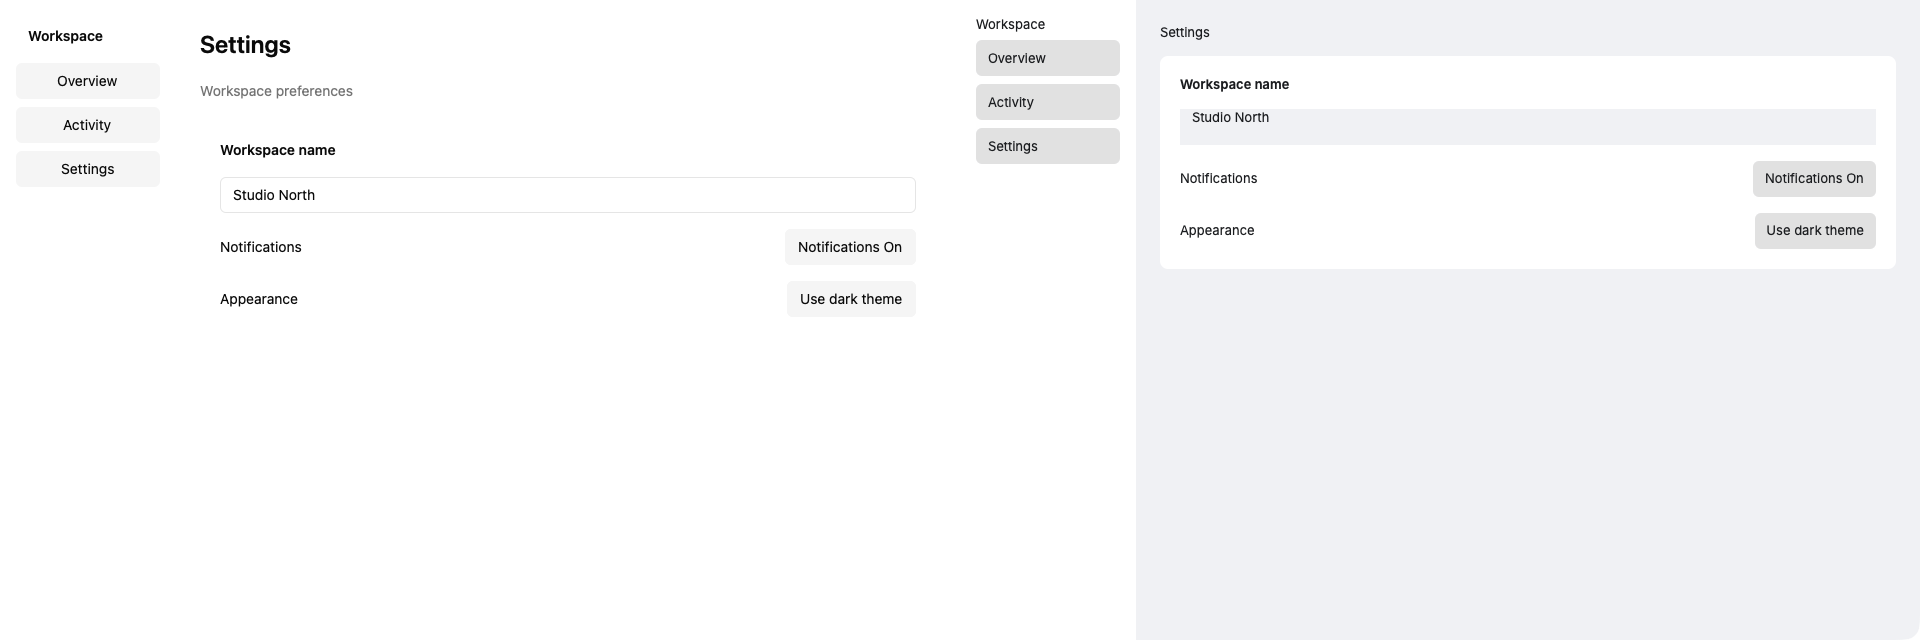 Workspace
Overview
Activity
Settings
Settings
Workspace preferences
Workspace name
Studio North
Notifications
Notifications On
Appearance
Use dark theme
Workspace
Overview
Activity
Settings
Settings
Workspace name
Studio North
Notifications
Notifications On
Appearance
Use dark theme